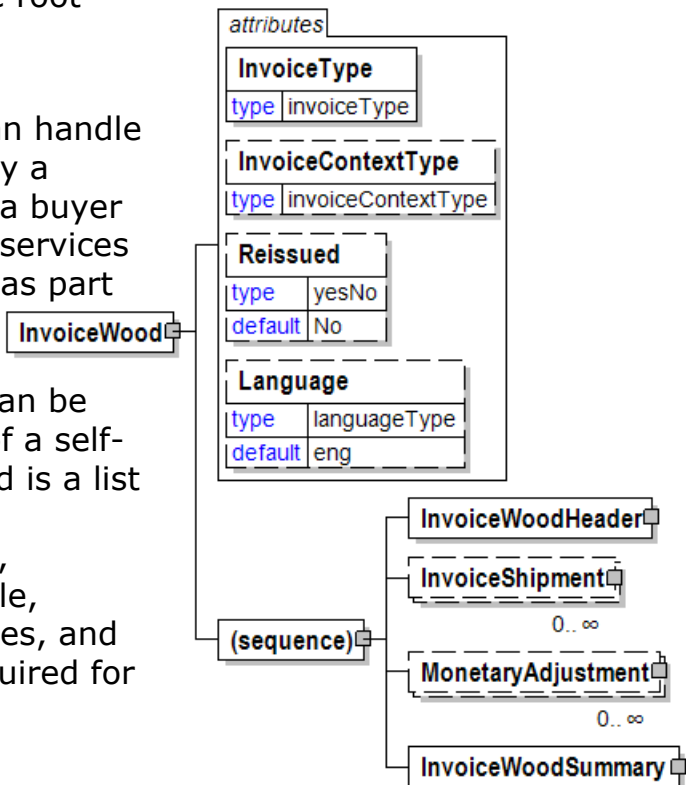 root
an handle
y a
a buyer
services
as part
an be
f a self-
d is a list
,
le,
es, and
uired for
attributes
InvoiceType
type invoiceType
InvoiceContextType
type invoiceContextType
Reissued
type yesNo
default No
Language
type languageType
default eng
InvoiceWood
InvoiceWoodHeader
InvoiceShipment
0.. ∞
(sequence)
MonetaryAdjustment
0.. ∞
InvoiceWoodSummary